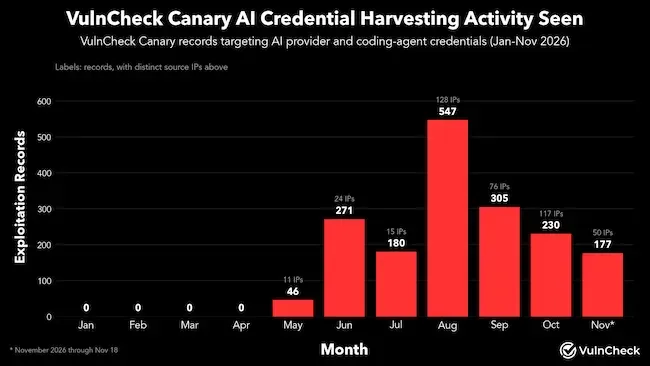 VulnCheck Canary AI Credential Harvesting Activity Seen
VulnCheck Canary records targeting AI provider and coding-agent credentials (Jan-Nov 2026)
Labels: records, with distinct source IPs above
Exploitation Records
600
500
400
300
200
100
0
0
0
0
0
11 IPs
46
24 IPs
271
15 IPs
180
128 IPs
547
76 IPs
305
117 IPs
230
50 IPs
177
Jan Feb Mar Apr May Jun Jul Aug Sep Oct Nov*
Month
* November 2026 through Nov 18
VulnCheck